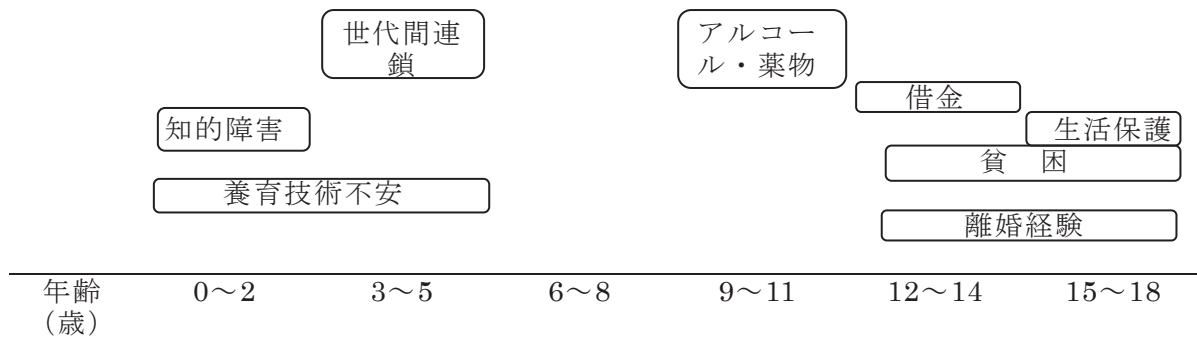 世代間連
鎖
アルコー
ル・薬物
借金
知的障害
生活保護
貧 困
養育技術不安
離婚経験
年齢
(歳)
0~2
3~5
6~8
9~11
12~14
15~18